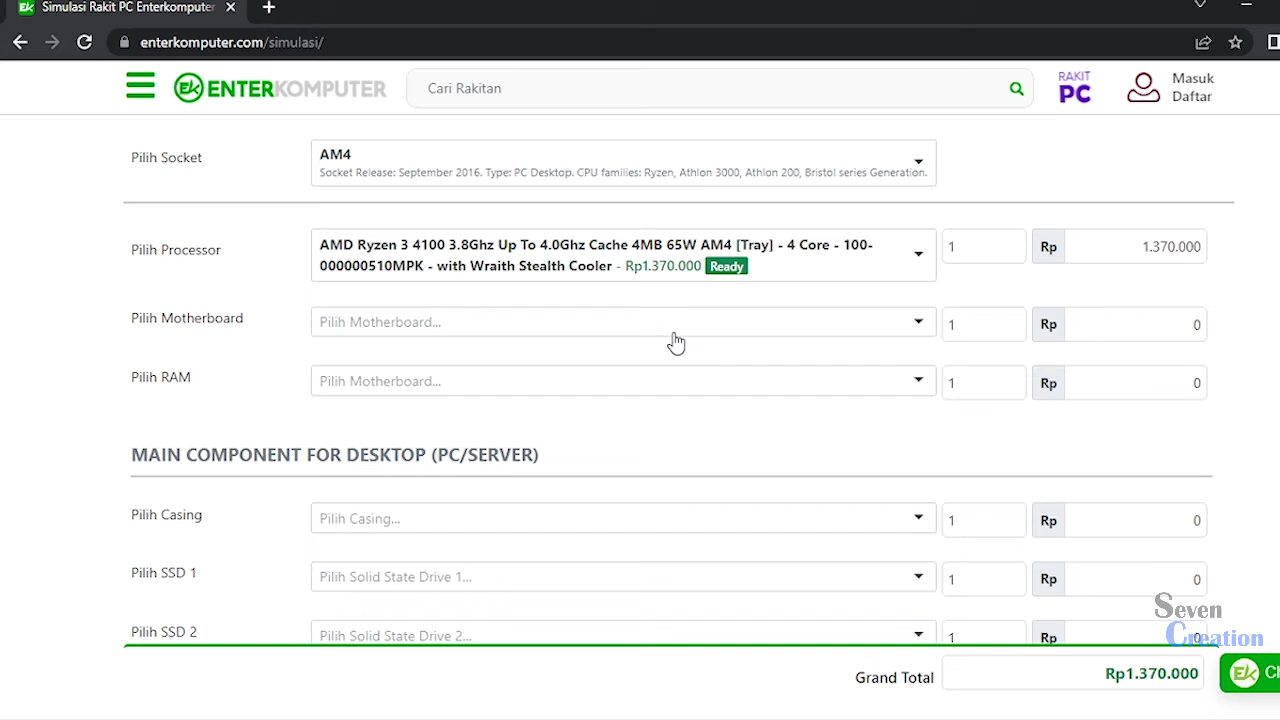 Simulasi Rakit PC Enterkomputer
enterkomputer.com/simulasi/
ENTERKOMPUTER
Cari Rakitan
RAKIT
PC
Masuk
Daftar
Pilih Socket
AM4
Socket Release: September 2016. Type: PC Desktop. CPU families: Ryzen, Athlon 3000, Athlon 200, Bristol series Generation.
Pilih Processor
AMD Ryzen 3 4100 3.8Ghz Up To 4.0Ghz Cache 4MB 65W AM4 [Tray] - 4 Core - 100-
000000510MPK - with Wraith Stealth Cooler - Rp1.370.000 Ready
1
Rp
1.370.000
Pilih Motherboard
Pilih Motherboard...
1
Rp
0
Pilih RAM
Pilih Motherboard...
1
Rp
0
MAIN COMPONENT FOR DESKTOP (PC/SERVER)
Pilih Casing
Pilih Casing...
1
Rp
0
Pilih SSD 1
Pilih Solid State Drive 1...
1
Rp
0
Pilih SSD 2
Pilih Solid State Drive 2...
1
Rp
0
Seven
Creation
Grand Total
Rp1.370.000
EK